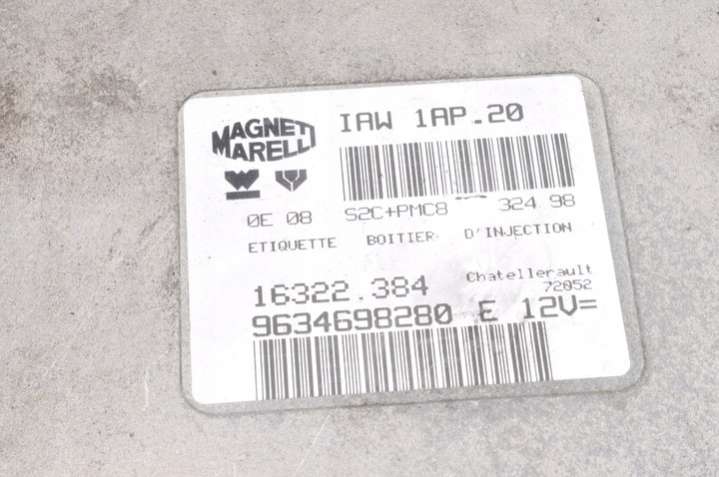 MAGNETI
MARELLI
IAW 1AP.20
0E 08 S2C+PMC8 324 98
ETIQUETTE BOITIER D'INJECTION
Chatellerault
72052
16322.384
9634698280 E 12V=